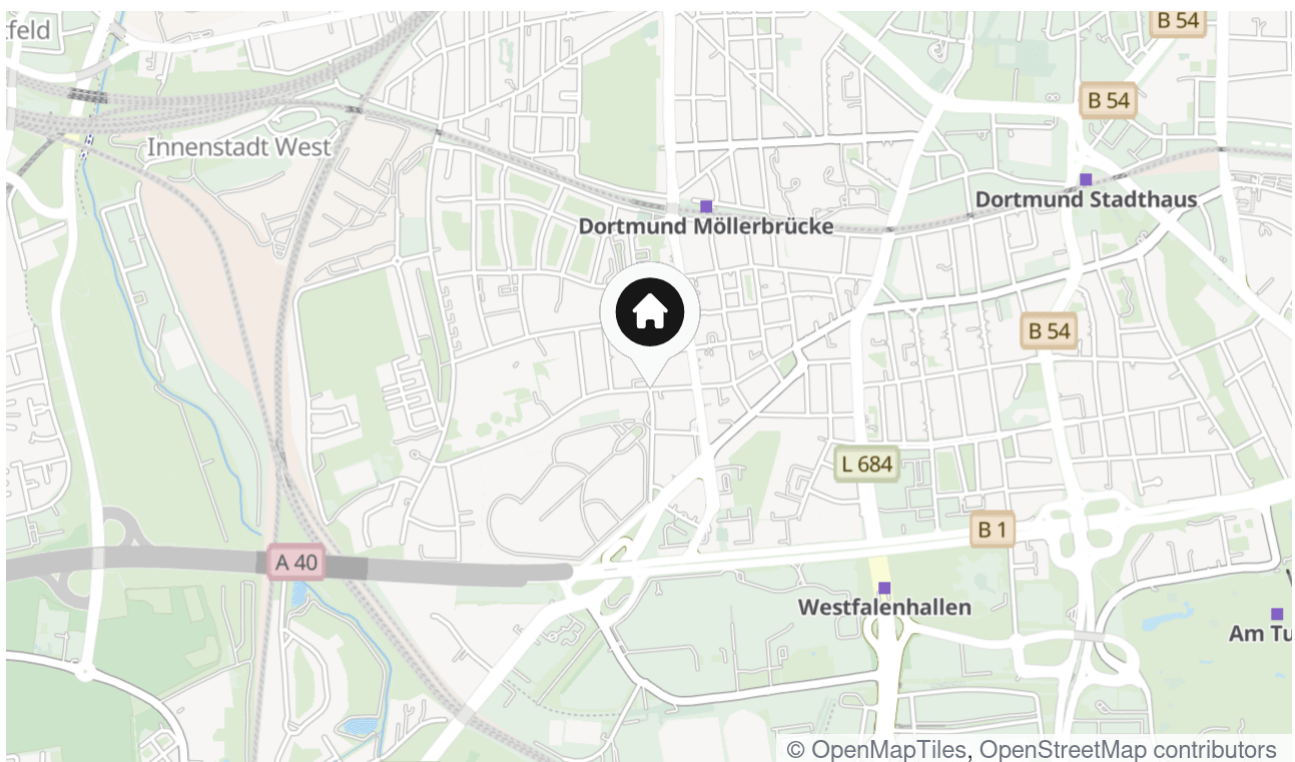 :feld
B 54
B 54
Innenstadt West
Dortmund Stadthaus
Dortmund Möllerbrücke
B 54
L 684
B 1
A 40
Westfalenhallen
Am Tu
© OpenMapTiles, OpenStreetMap contributors